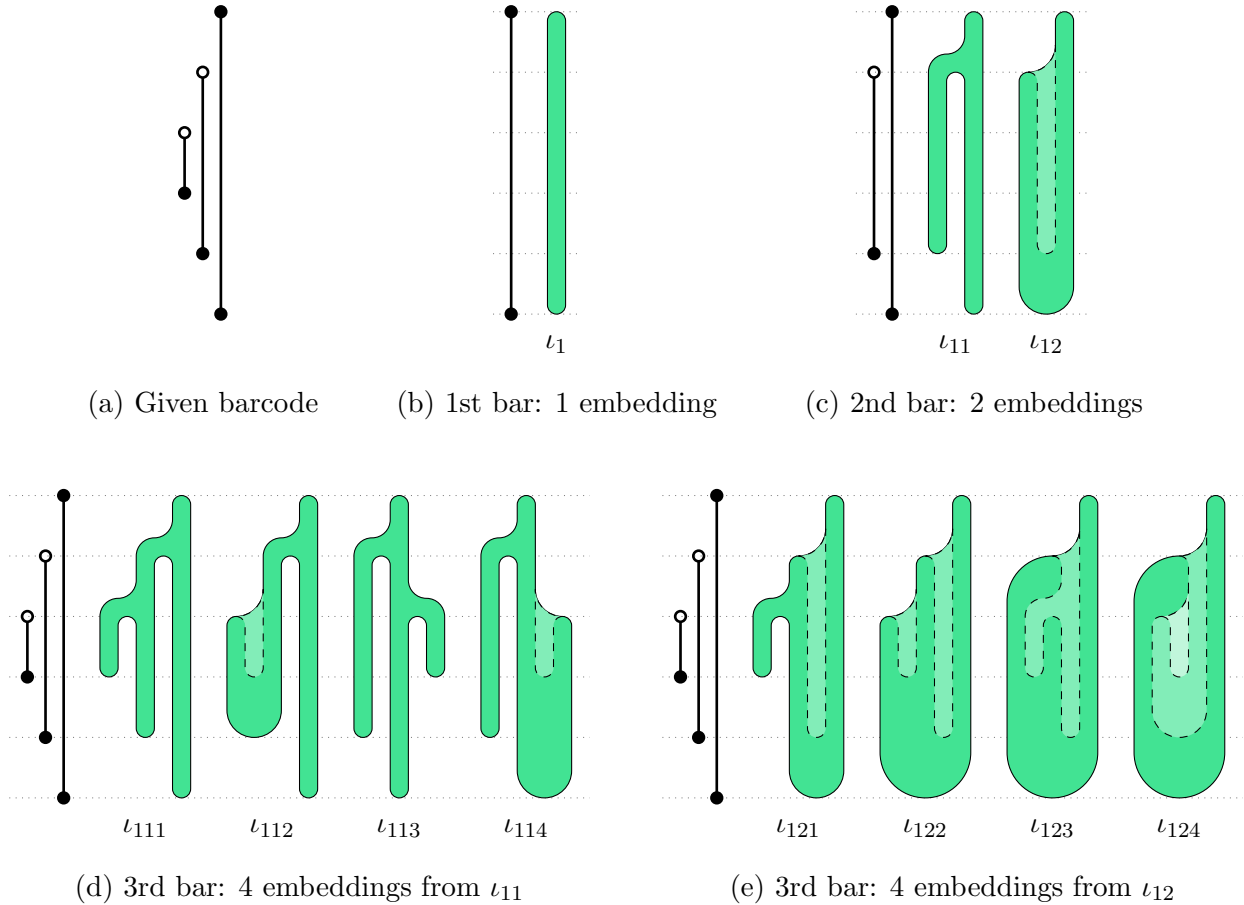 ι₁
ι₁₁ ι₁₂
(a) Given barcode (b) 1st bar: 1 embedding (c) 2nd bar: 2 embeddings
ι₁₁₁ ι₁₁₂ ι₁₁₃ ι₁₁₄ ι₁₂₁ ι₁₂₂ ι₁₂₃ ι₁₂₄
(d) 3rd bar: 4 embeddings from ι₁₁ (e) 3rd bar: 4 embeddings from ι₁₂